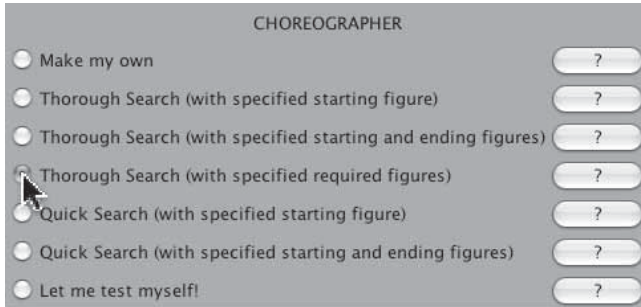 CHOREOGRAPHER
Make my own ?
Thorough Search (with specified starting figure) ?
Thorough Search (with specified starting and ending figures) ?
Thorough Search (with specified required figures) ?
Quick Search (with specified starting figure) ?
Quick Search (with specified starting and ending figures) ?
Let me test myself! ?